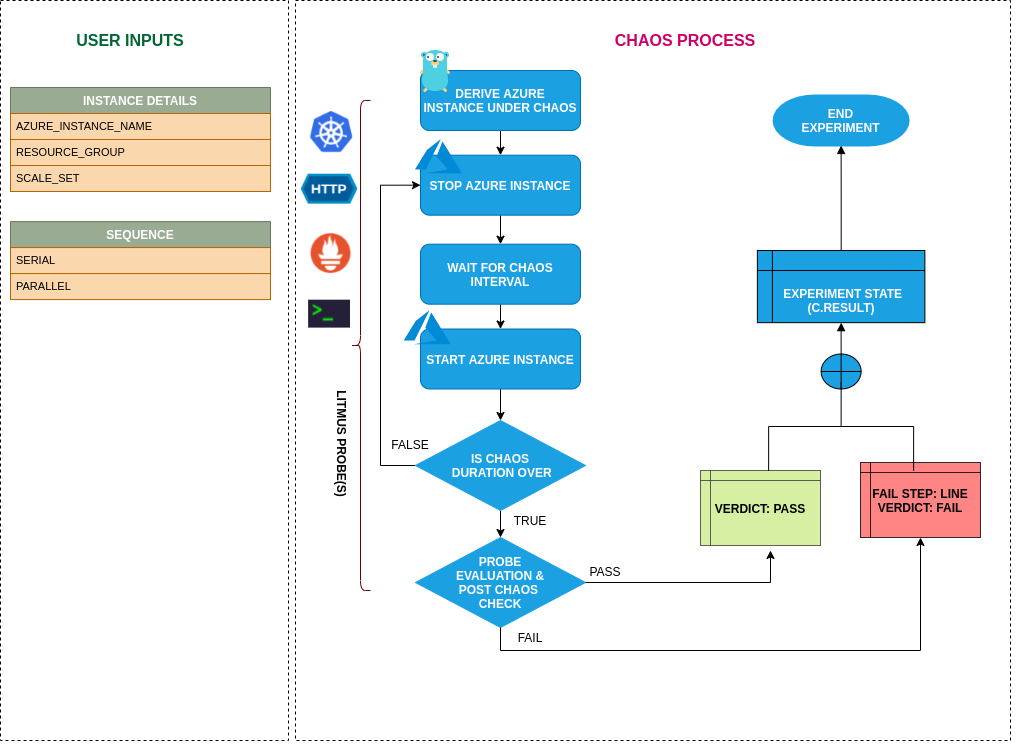 USER INPUTS
INSTANCE DETAILS
AZURE_INSTANCE_NAME
RESOURCE_GROUP
SCALE_SET
SEQUENCE
SERIAL
PARALLEL
CHAOS PROCESS
HTTP
>_
LITMUS PROBE(S)
DERIVE AZURE
INSTANCE UNDER CHAOS
STOP AZURE INSTANCE
WAIT FOR CHAOS
INTERVAL
START AZURE INSTANCE
FALSE
IS CHAOS
DURATION OVER
TRUE
PROBE
EVALUATION &
POST CHAOS
CHECK
PASS
FAIL
VERDICT: PASS
FAIL STEP: LINE
VERDICT: FAIL
EXPERIMENT STATE
(C.RESULT)
END
EXPERIMENT